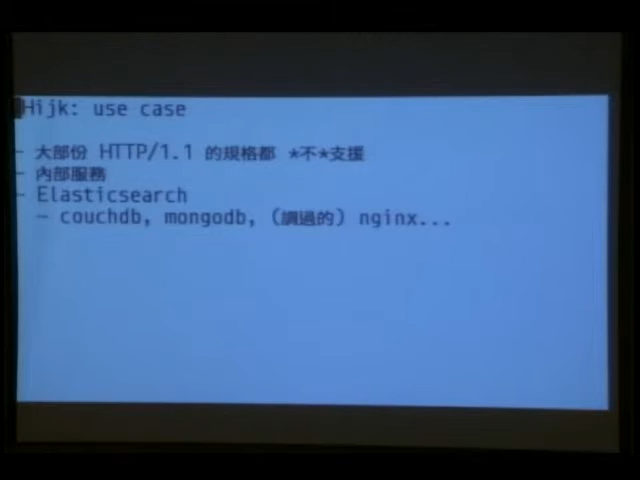 Hijk: use case
- 大部份 HTTP/1.1 的規格都 *不*支援
- 內部服務
- Elasticsearch
- couchdb, mongodb, (調過的) nginx...